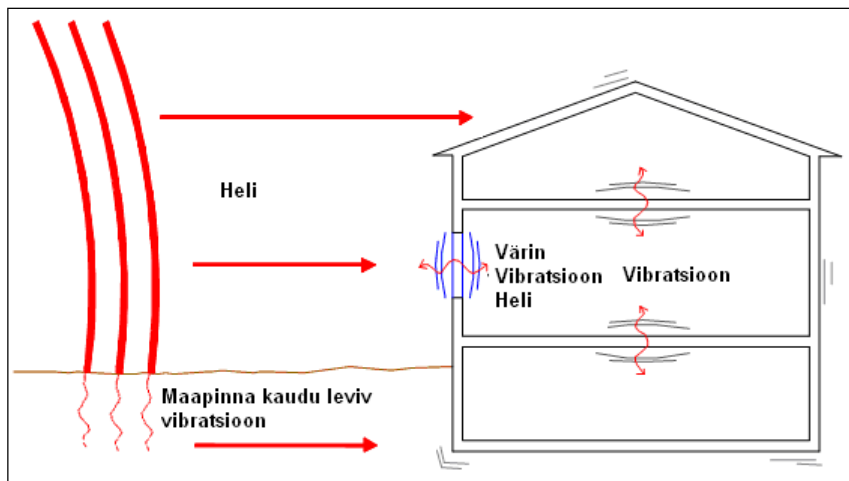 Heli
Värin
Vibratsioon
Heli
Vibratsioon
Maapinna kaudu leviv
vibratsioon